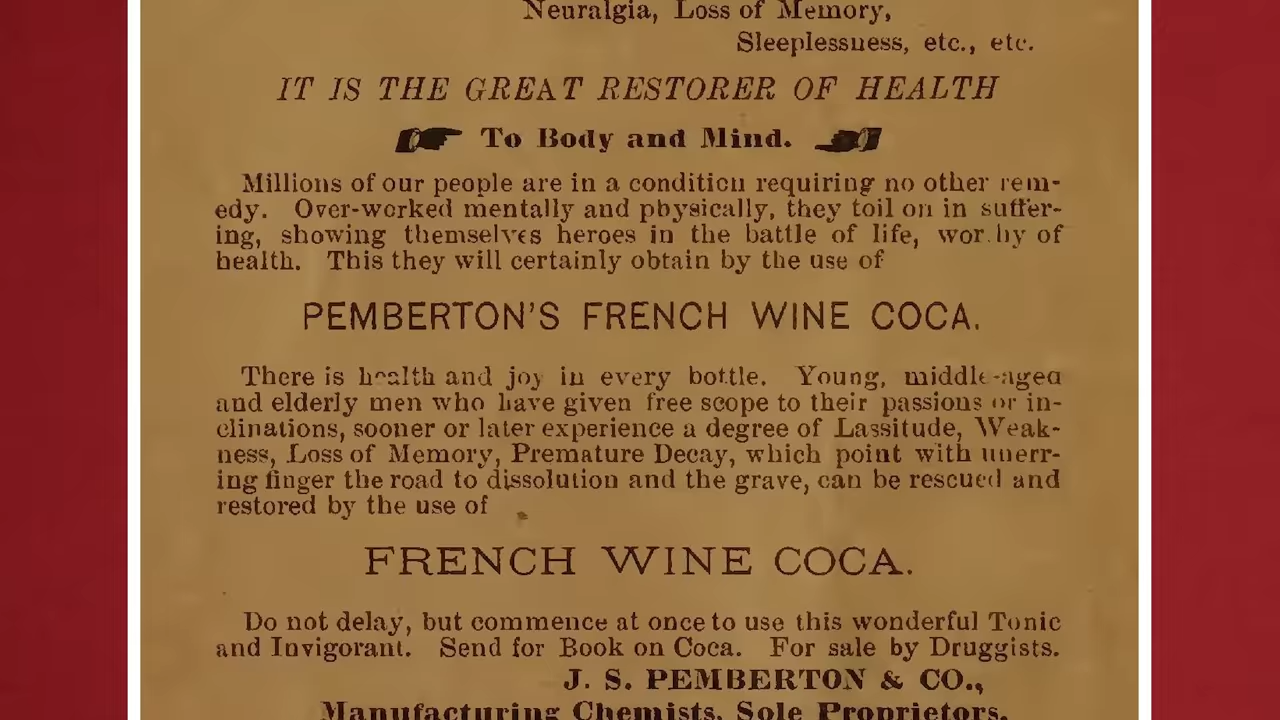 Neuralgia, Loss of Memory,
Sleeplessness, etc., etc.
IT IS THE GREAT RESTORER OF HEALTH
To Body and Mind.
Millions of our people are in a condition requiring no other rem-
edy. Over-worked mentally and physically, they toil on in suffer-
ing, showing themselves heroes in the battle of life, worthy of
health. This they will certainly obtain by the use of
PEMBERTON'S FRENCH WINE COCA.
There is health and joy in every bottle. Young, middle-aged
and elderly men who have given free scope to their passions or in-
clinations, sooner or later experience a degree of Lassitude, Weak-
ness, Loss of Memory, Premature Decay, which point with unerr-
ing finger the road to dissolution and the grave, can be rescued and
restored by the use of
FRENCH WINE COCA.
Do not delay, but commence at once to use this wonderful Tonic
and Invigorant. Send for Book on Coca. For sale by Druggists.
J. S. PEMBERTON & CO.,
Manufacturing Chemists, Sole Proprietors,